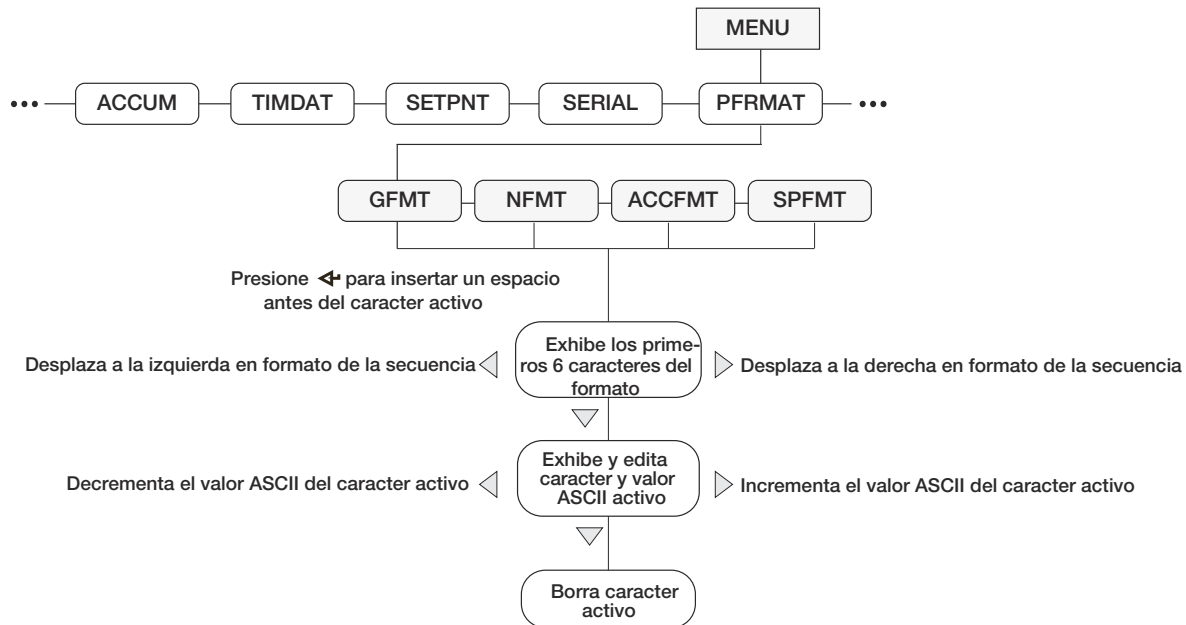 MENU
••• ACCUM TIMDAT SETPNT SERIAL PFRMAT •••
GFMT NFMT ACCFMT SPFMT
Presione para insertar un espacio
antes del caracter activo
Exhibe los prime-
ros 6 caracteres del
formato
Desplaza a la izquierda en formato de la secuencia
Desplaza a la derecha en formato de la secuencia
Exhibe y edita
caracter y valor
ASCII activo
Decrementa el valor ASCII del caracter activo
Incrementa el valor ASCII del caracter activo
Borra caracter
activo